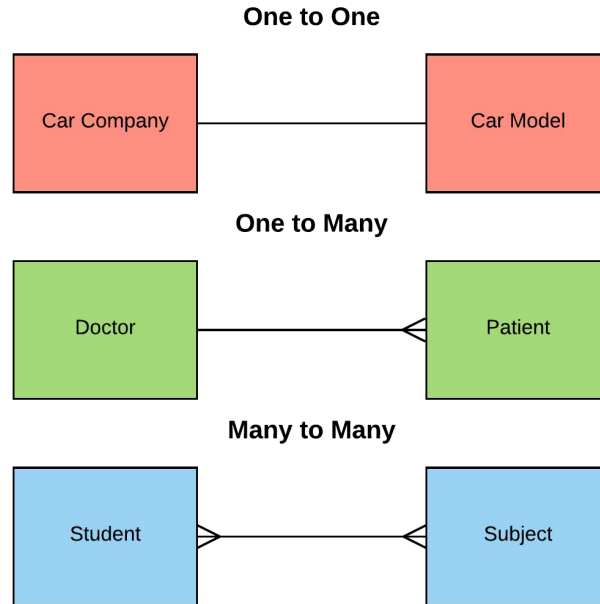 One to One
Car Company
Car Model
One to Many
Doctor
Patient
Many to Many
Student
Subject